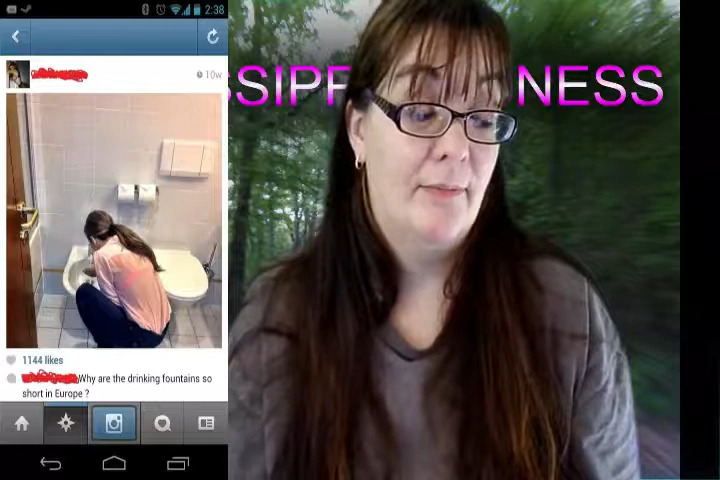 2:38
SSIPP NESS
10w
1144 likes
Why are the drinking fountains so
short in Europe ?